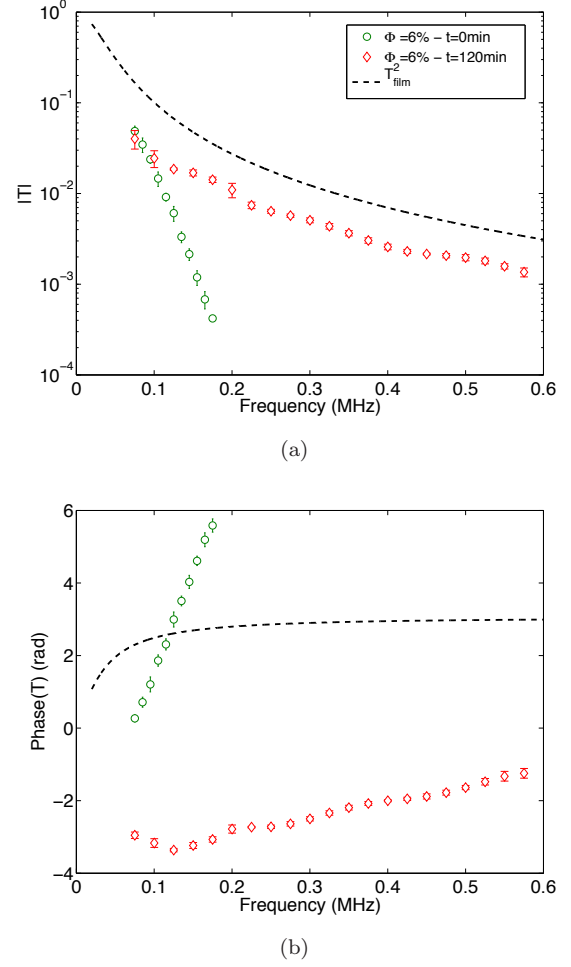 10^0
Φ =6% − t=0min
Φ =6% − t=120min
T^2_film
10^−1
|T|
10^−2
10^−3
10^−4
0 0.1 0.2 0.3 0.4 0.5 0.6
Frequency (MHz)
(a)
6
4
2
Phase(T) (rad)
0
−2
−4
0 0.1 0.2 0.3 0.4 0.5 0.6
Frequency (MHz)
(b)